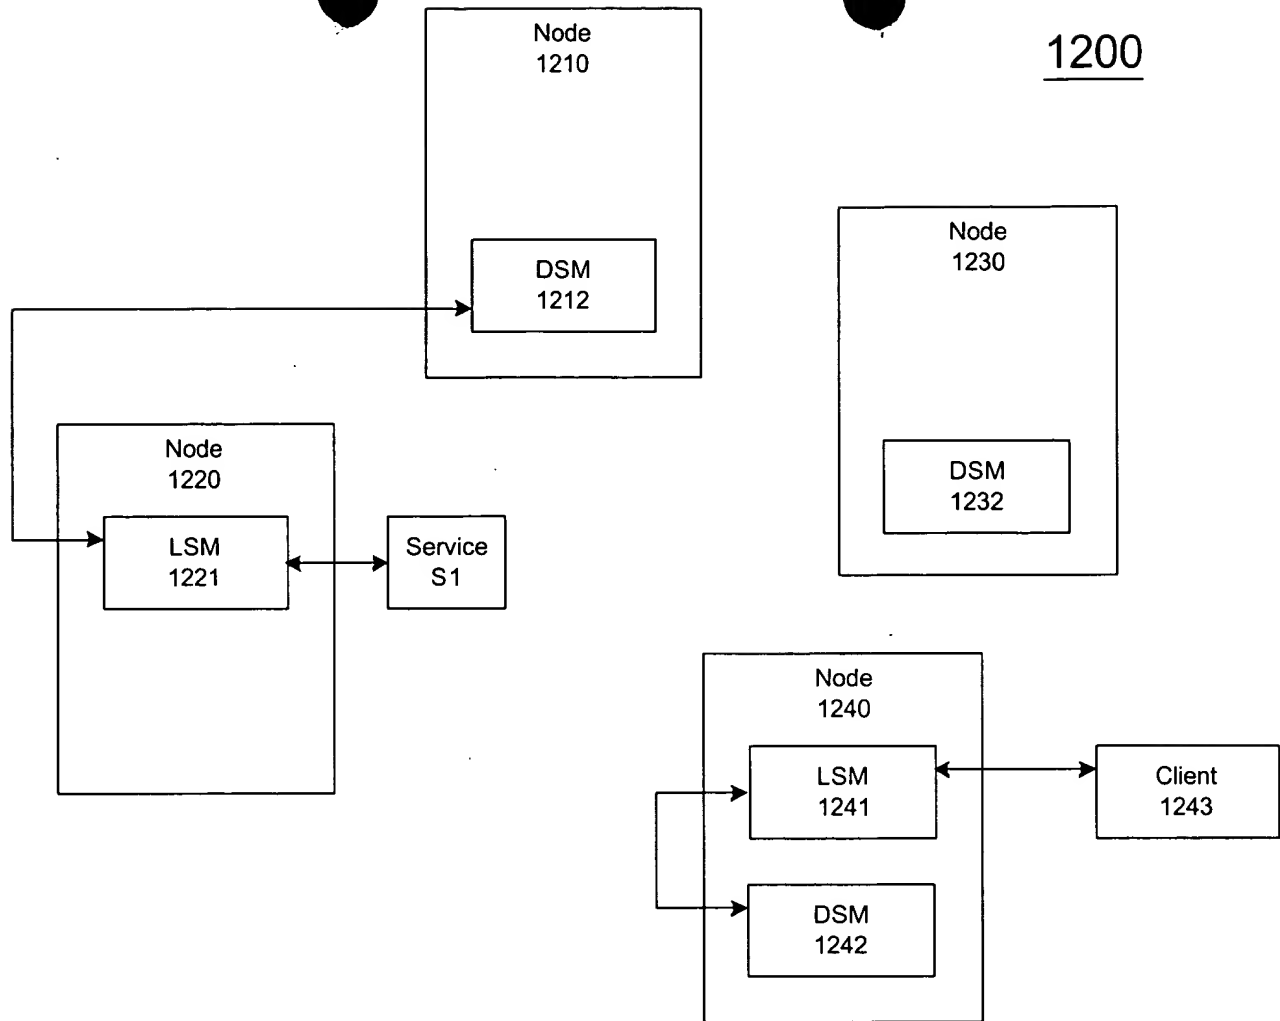 1200
Node
1210
DSM
1212
Node
1230
DSM
1232
Node
1220
LSM
1221
Service
S1
Node
1240
LSM
1241
Client
1243
DSM
1242